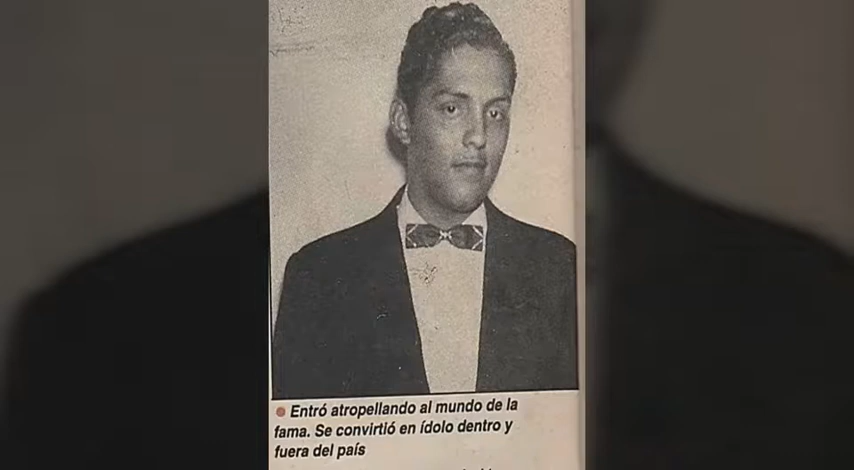 Entró atropellando al mundo de la
fama. Se convirtió en ídolo dentro y
fuera del país